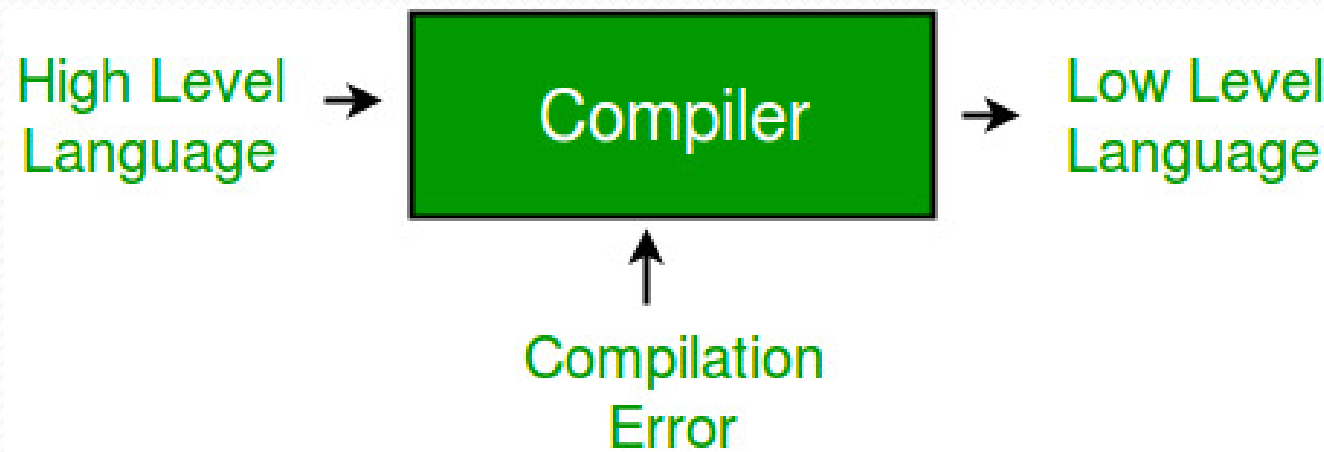 High Level
Language
Compiler
Low Level
Language
Compilation
Error